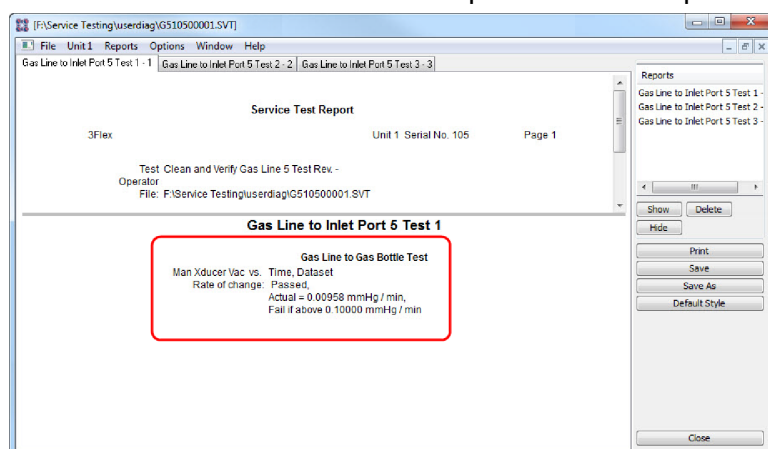 [F:\Service Testing\userdiag\G510500001.SVT]
File Unit 1 Reports Options Window Help
Gas Line to Inlet Port 5 Test 1 - 1 Gas Line to Inlet Port 5 Test 2 - 2 Gas Line to Inlet Port 5 Test 3 - 3
Service Test Report
3Flex Unit 1 Serial No. 105 Page 1
Test Clean and Verify Gas Line 5 Test Rev. -
Operator
File: F:\Service Testing\userdiag\G510500001.SVT
Gas Line to Inlet Port 5 Test 1
Gas Line to Gas Bottle Test
Man Xducer Vac vs. Time, Dataset
Rate of change: Passed,
Actual = 0.00958 mmHg / min,
Fail if above 0.10000 mmHg / min
Reports
Gas Line to Inlet Port 5 Test 1 -
Gas Line to Inlet Port 5 Test 2 -
Gas Line to Inlet Port 5 Test 3 -
Show Delete
Hide
Print
Save
Save As
Default Style
Close